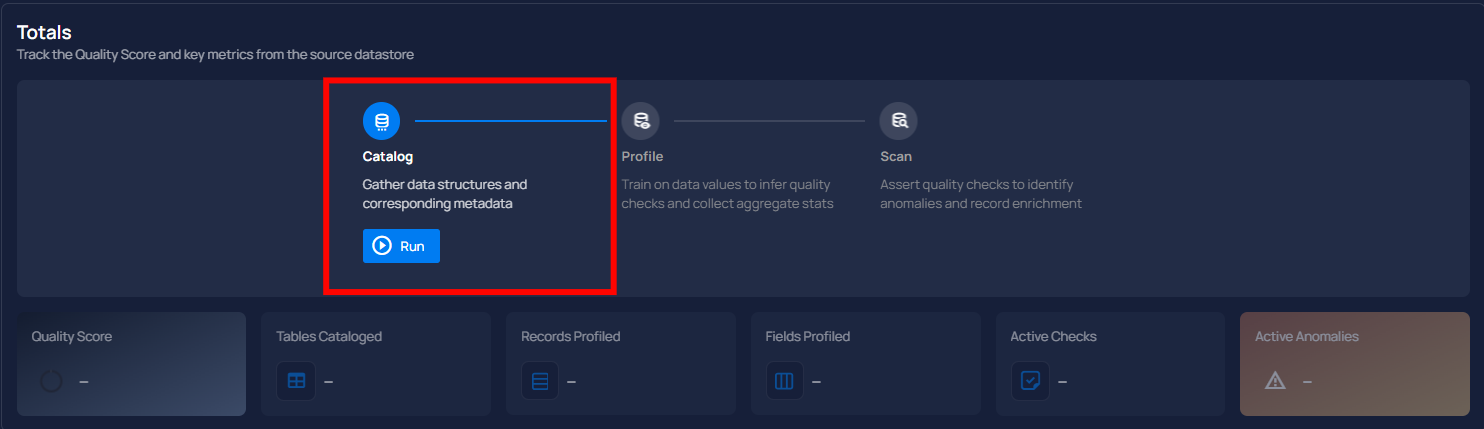 Totals
Track the Quality Score and key metrics from the source datastore
Catalog
Gather data structures and
corresponding metadata
Run
Profile
Train on data values to infer quality
checks and collect aggregate stats
Scan
Assert quality checks to identify
anomalies and record enrichment
Quality Score
–
Tables Cataloged
–
Records Profiled
–
Fields Profiled
–
Active Checks
–
Active Anomalies
–